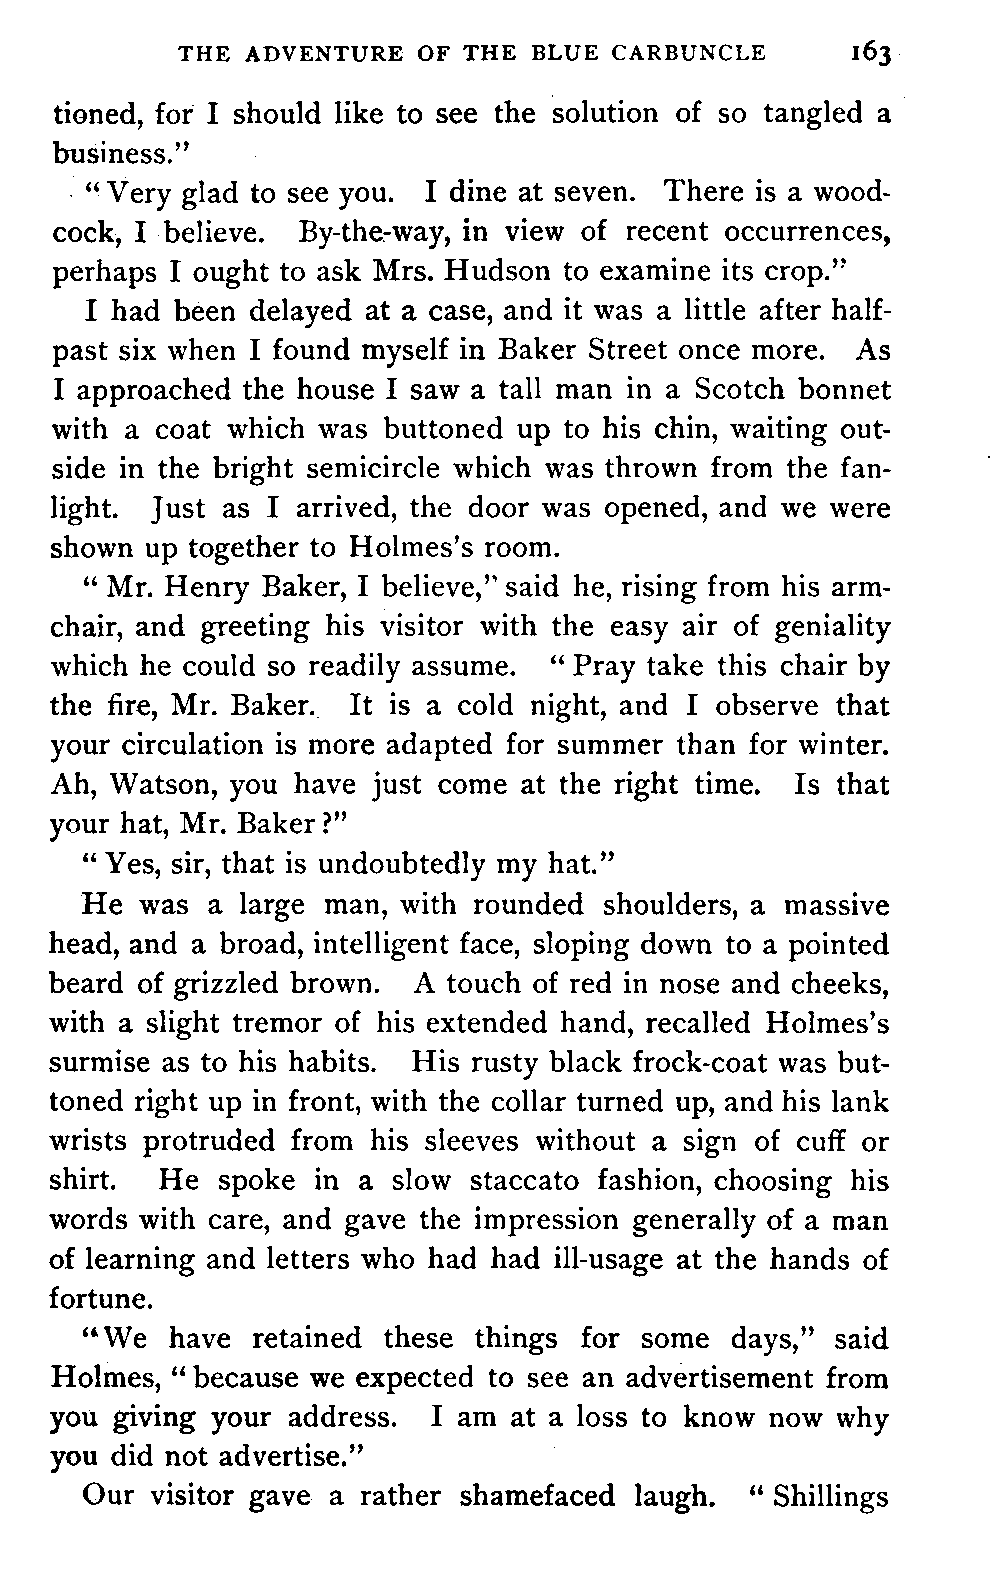 THE ADVENTURE OF THE BLUE CARBUNCLE 163
tioned, for I should like to see the solution of so tangled a
business."
"Very glad to see you. I dine at seven. There is a wood-
cock, I believe. By-the-way, in view of recent occurrences,
perhaps I ought to ask Mrs. Hudson to examine its crop."
I had been delayed at a case, and it was a little after half-
past six when I found myself in Baker Street once more. As
I approached the house I saw a tall man in a Scotch bonnet
with a coat which was buttoned up to his chin, waiting out-
side in the bright semicircle which was thrown from the fan-
light. Just as I arrived, the door was opened, and we were
shown up together to Holmes's room.
"Mr. Henry Baker, I believe," said he, rising from his arm-
chair, and greeting his visitor with the easy air of geniality
which he could so readily assume. "Pray take this chair by
the fire, Mr. Baker. It is a cold night, and I observe that
your circulation is more adapted for summer than for winter.
Ah, Watson, you have just come at the right time. Is that
your hat, Mr. Baker?"
"Yes, sir, that is undoubtedly my hat."
He was a large man, with rounded shoulders, a massive
head, and a broad, intelligent face, sloping down to a pointed
beard of grizzled brown. A touch of red in nose and cheeks,
with a slight tremor of his extended hand, recalled Holmes's
surmise as to his habits. His rusty black frock-coat was but-
toned right up in front, with the collar turned up, and his lank
wrists protruded from his sleeves without a sign of cuff or
shirt. He spoke in a slow staccato fashion, choosing his
words with care, and gave the impression generally of a man
of learning and letters who had had ill-usage at the hands of
fortune.
"We have retained these things for some days," said
Holmes, "because we expected to see an advertisement from
you giving your address. I am at a loss to know now why
you did not advertise."
Our visitor gave a rather shamefaced laugh. "Shillings